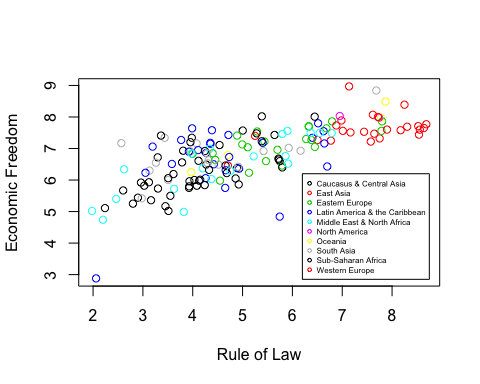 Economic Freedom
9
8
7
6
5
4
3
2 3 4 5 6 7 8
Rule of Law
Caucasus & Central Asia
East Asia
Eastern Europe
Latin America & the Caribbean
Middle East & North Africa
North America
Oceania
South Asia
Sub-Saharan Africa
Western Europe